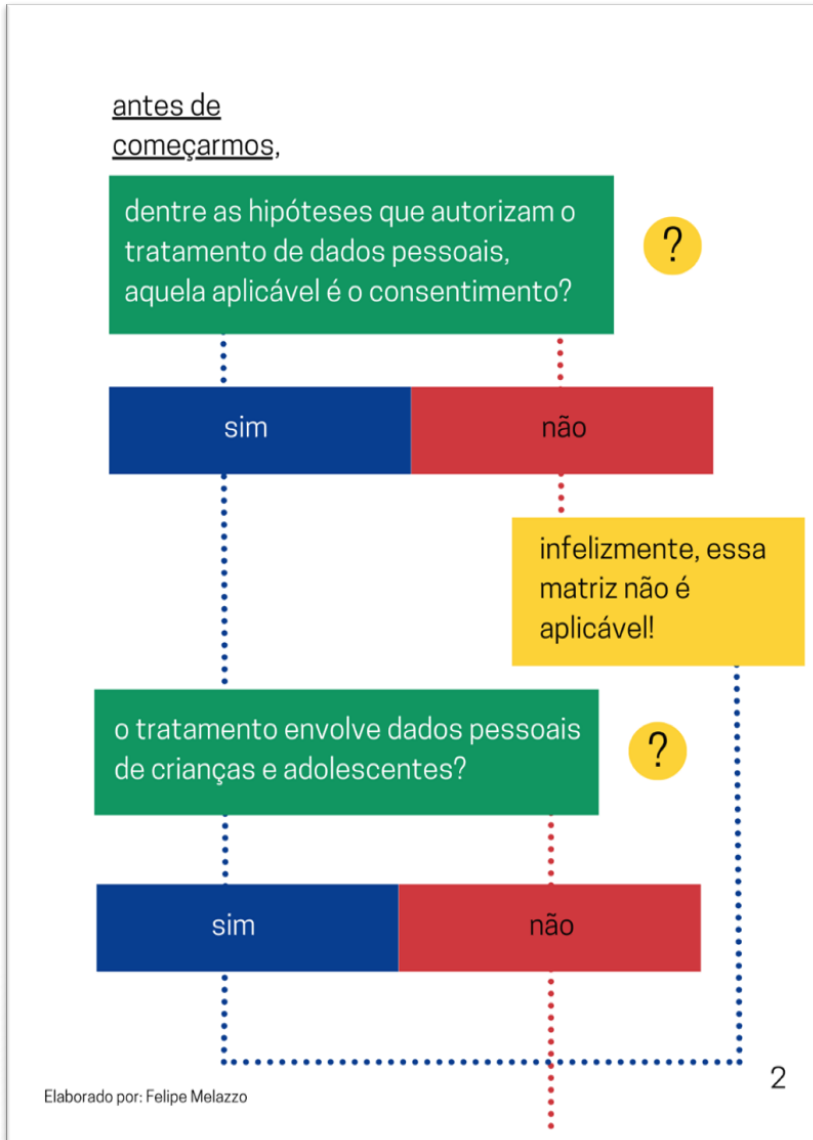 antes de
começarmos,
dentre as hipóteses que autorizam o
tratamento de dados pessoais,
aquela aplicável é o consentimento?
?
sim
não
infelizmente, essa
matriz não é
aplicável!
o tratamento envolve dados pessoais
de crianças e adolescentes?
?
sim
não
2
Elaborado por: Felipe Melazzo